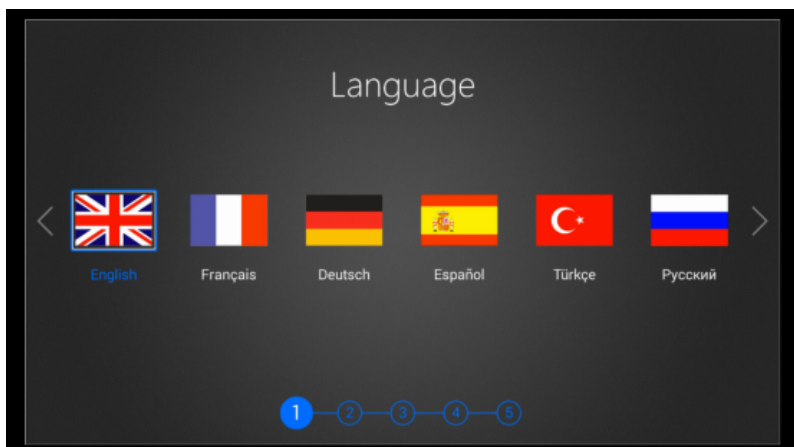 Language
English Français Deutsch Español Türkçe Русский
1 2 3 4 5